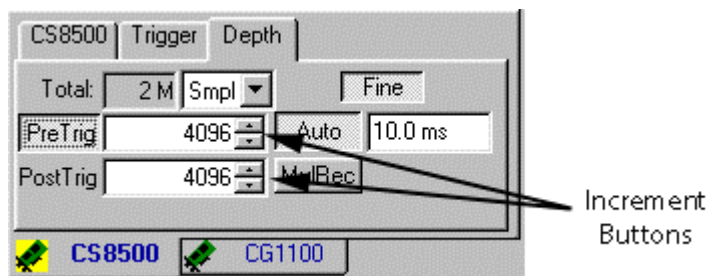 CS8500 Trigger Depth
Total: 2 M Smpl Fine
PreTrig 4096 Auto 10.0 ms
PostTrig 4096 MulRec
Increment
Buttons
CS8500 CG1100